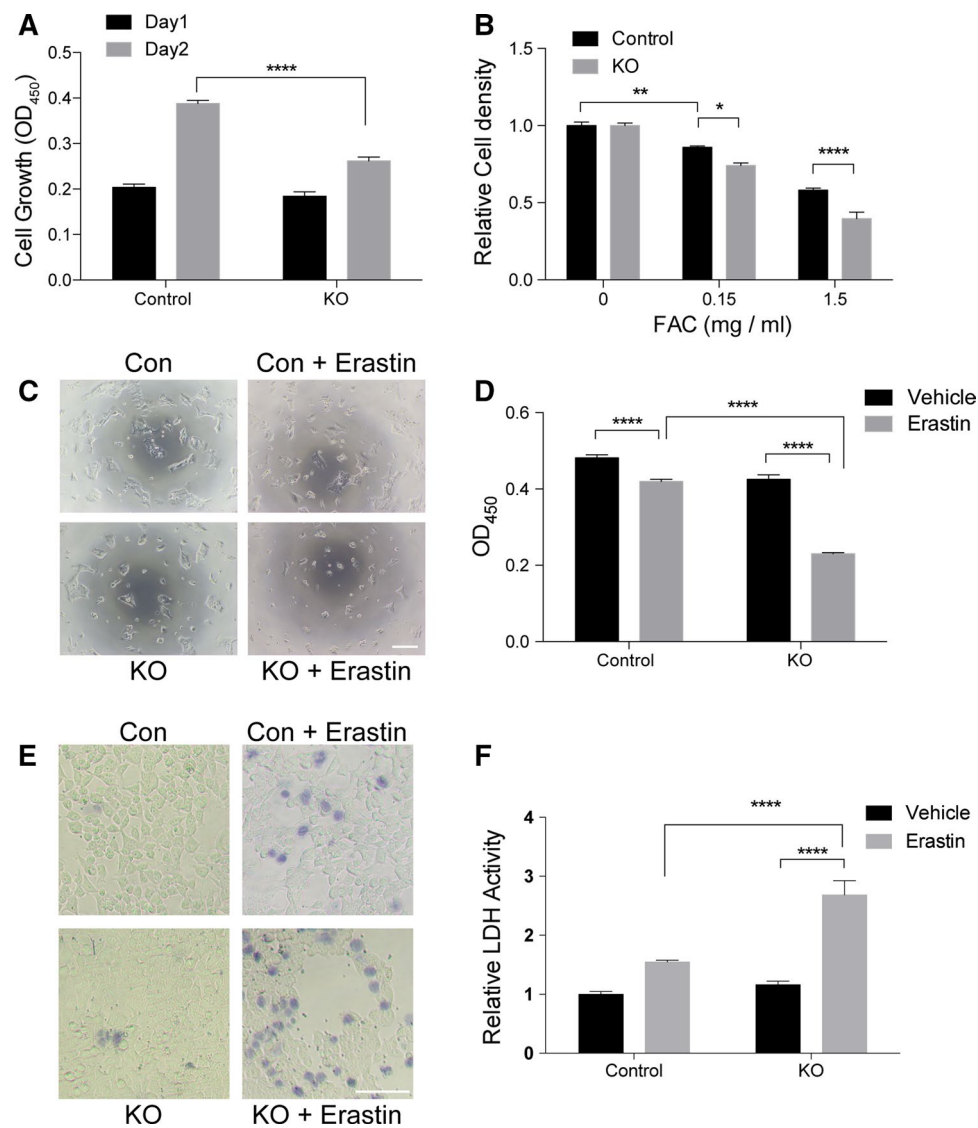 A
Day1
Day2
Cell Growth (OD450)
0.5
0.4
0.3
0.2
0.1
0.0
****
Control KO
B
Control
KO
Relative Cell density
1.5
1.0
0.5
0.0
**
*
****
0 0.15 1.5
FAC (mg / ml)
C
Con Con + Erastin
KO KO + Erastin
D
Vehicle
Erastin
OD450
0.6
0.4
0.2
0.0
****
****
****
Control KO
E
Con Con + Erastin
KO KO + Erastin
F
Vehicle
Erastin
Relative LDH Activity
4
3
2
1
0
****
****
Control KO